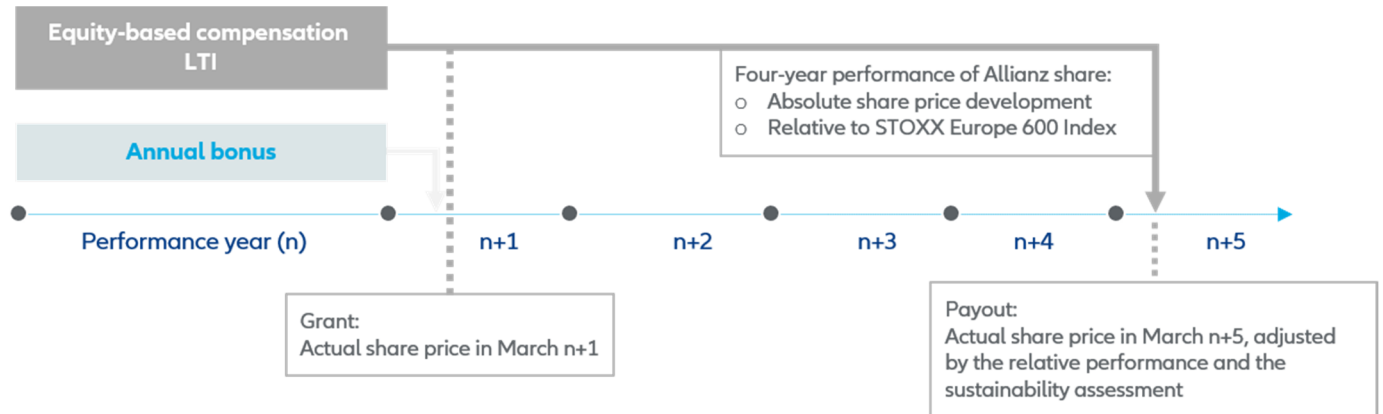 Equity-based compensation
LTI
Four-year performance of Allianz share:
o Absolute share price development
o Relative to STOXX Europe 600 Index
Annual bonus
Performance year (n)
n+1
n+2
n+3
n+4
n+5
Grant:
Actual share price in March n+1
Payout:
Actual share price in March n+5, adjusted
by the relative performance and the
sustainability assessment